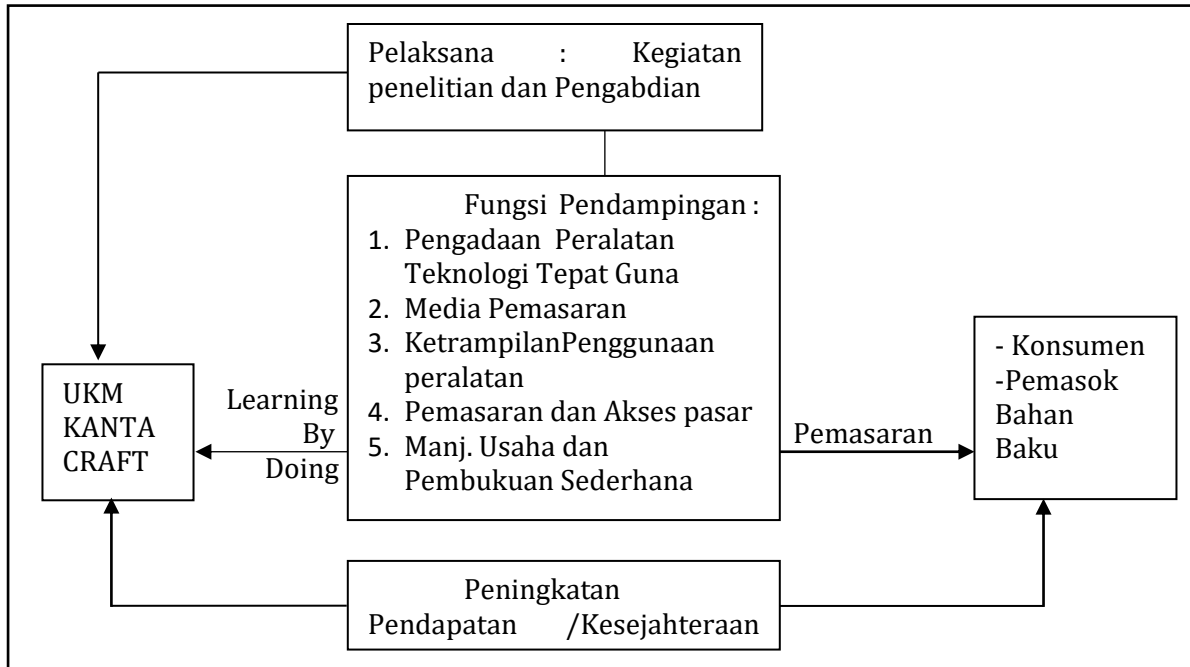 Pelaksana : Kegiatan
penelitian dan Pengabdian
Fungsi Pendampingan :
1. Pengadaan Peralatan
Teknologi Tepat Guna
2. Media Pemasaran
3. KetrampilanPenggunaan
peralatan
4. Pemasaran dan Akses pasar
5. Manj. Usaha dan
Pembukuan Sederhana
UKM
KANTA
CRAFT
Learning
By
Doing
Pemasaran
- Konsumen
-Pemasok
Bahan
Baku
Peningkatan
Pendapatan /Kesejahteraan